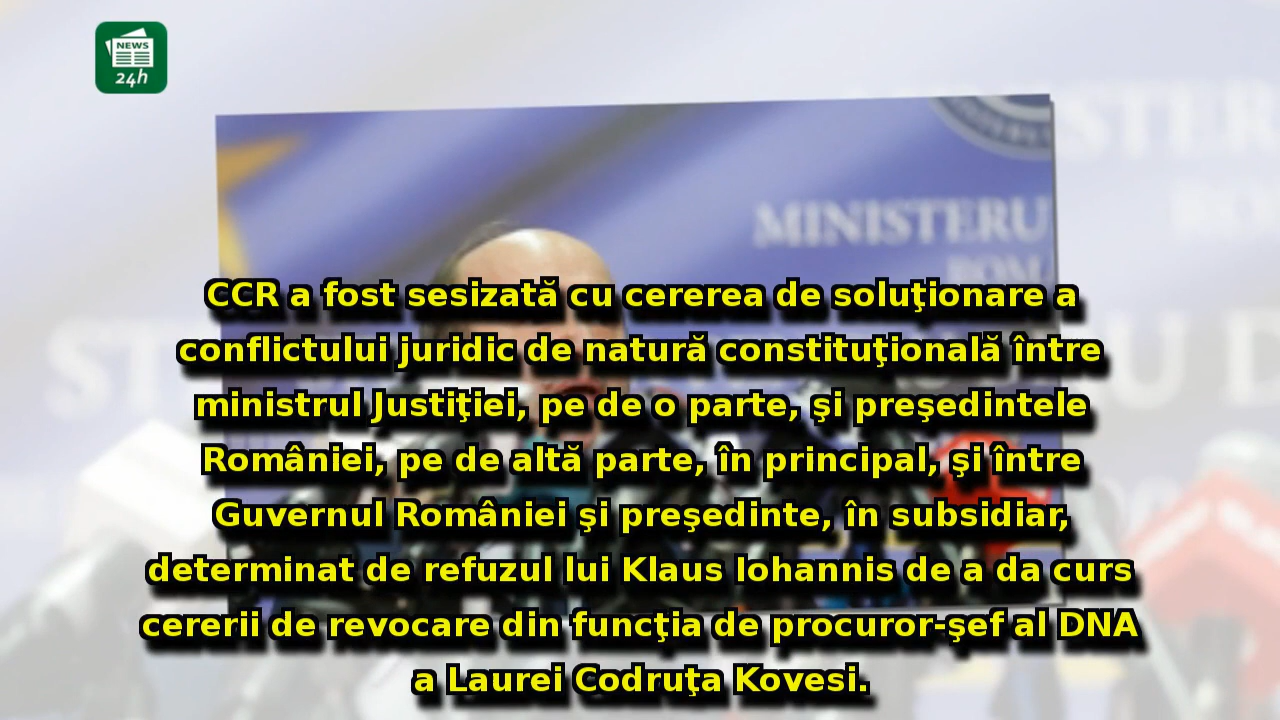 NEWS
24h
STER
MINISTERU
ROM
CCR a fost sesizată cu cererea de soluţionare a
conflictului juridic de natură constituţională între
ministrul Justiţiei, pe de o parte, şi preşedintele
României, pe de altă parte, în principal, şi între
Guvernul României şi preşedinte, în subsidiar,
determinat de refuzul lui Klaus Iohannis de a da curs
cererii de revocare din funcţia de procuror-şef al DNA
a Laurei Codruţa Kovesi.